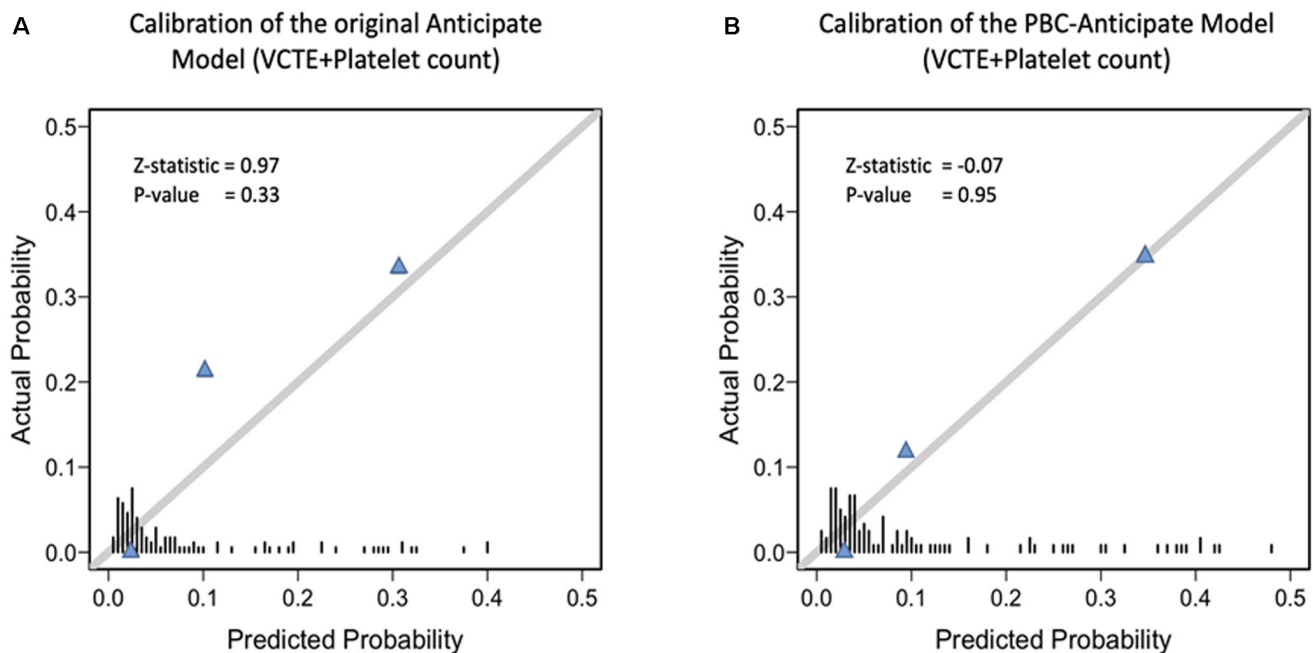 A
Calibration of the original Anticipate
Model (VCTE+Platelet count)
Z-statistic = 0.97
P-value = 0.33
Actual Probability
0.5
0.4
0.3
0.2
0.1
0.0
0.0 0.1 0.2 0.3 0.4 0.5
Predicted Probability
B
Calibration of the PBC-Anticipate Model
(VCTE+Platelet count)
Z-statistic = -0.07
P-value = 0.95
Actual Probability
0.5
0.4
0.3
0.2
0.1
0.0
0.0 0.1 0.2 0.3 0.4 0.5
Predicted Probability